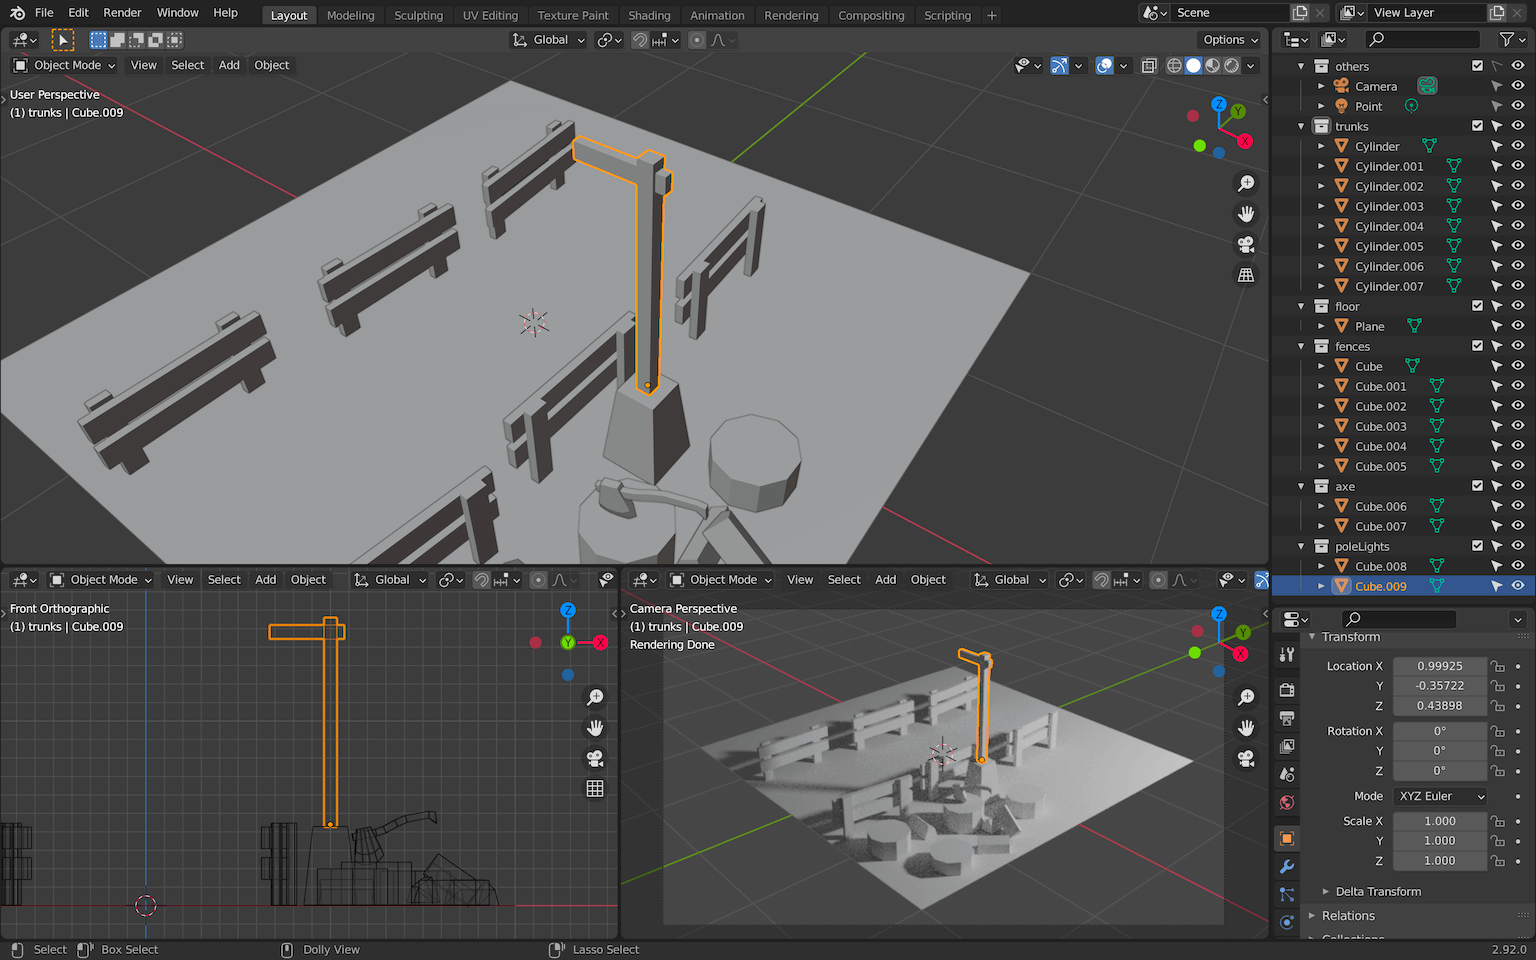 File Edit Render Window Help Layout Modeling Sculpting UV Editing Texture Paint Shading Animation Rendering Compositing Scripting + Scene View Layer
Global Options
Object Mode View Select Add Object
User Perspective
(1) trunks | Cube.009
Z
Y
X
others
Camera
Point
trunks
Cylinder
Cylinder.001
Cylinder.002
Cylinder.003
Cylinder.004
Cylinder.005
Cylinder.006
Cylinder.007
floor
Plane
fences
Cube
Cube.001
Cube.002
Cube.003
Cube.004
Cube.005
axe
Cube.006
Cube.007
poleLights
Cube.008
Cube.009
Object Mode View Select Add Object Global
Front Orthographic
(1) trunks | Cube.009
Z
Y
X
Object Mode View Select Add Object Global
Camera Perspective
(1) trunks | Cube.009
Rendering Done
Z
Y
X
Transform
Location X 0.99925
Y -0.35722
Z 0.43898
Rotation X 0°
Y 0°
Z 0°
Mode XYZ Euler
Scale X 1.000
Y 1.000
Z 1.000
Delta Transform
Relations
Select Box Select Dolly View Lasso Select 2.92.0